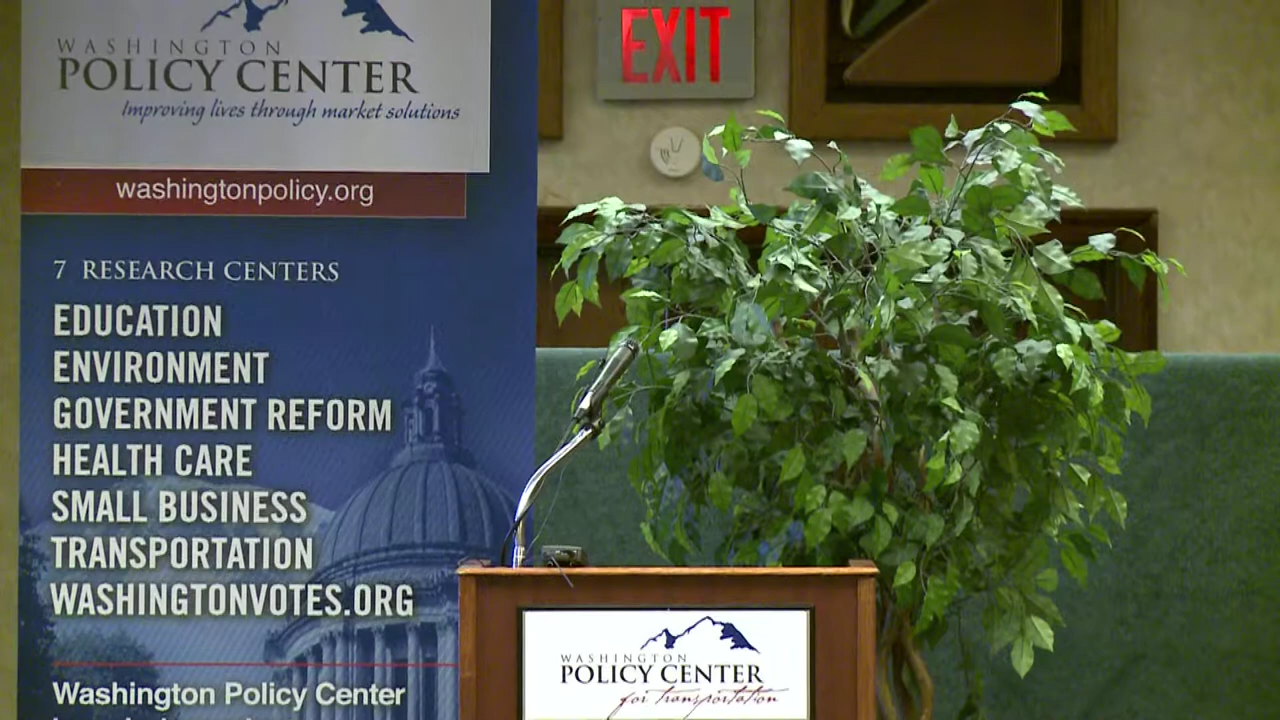 WASHINGTON
POLICY CENTER
Improving lives through market solutions
washingtonpolicy.org
7 RESEARCH CENTERS
EDUCATION
ENVIRONMENT
GOVERNMENT REFORM
HEALTH CARE
SMALL BUSINESS
TRANSPORTATION
WASHINGTONVOTES.ORG
Washington Policy Center
EXIT
WASHINGTON
POLICY CENTER
for transportation